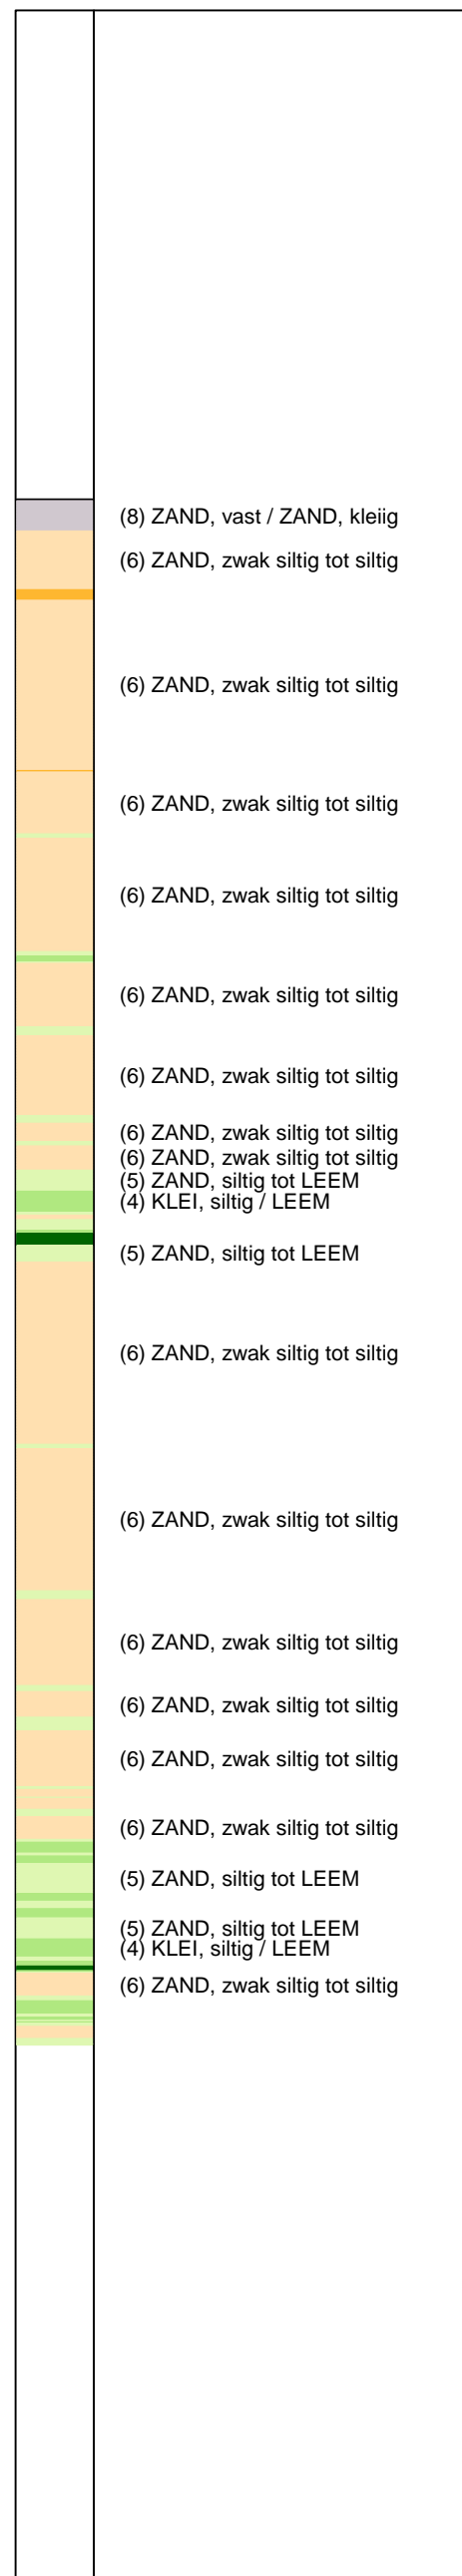 (8) ZAND, vast / ZAND, kleiig
(6) ZAND, zwak siltig tot siltig
(6) ZAND, zwak siltig tot siltig
(6) ZAND, zwak siltig tot siltig
(6) ZAND, zwak siltig tot siltig
(6) ZAND, zwak siltig tot siltig
(6) ZAND, zwak siltig tot siltig
(6) ZAND, zwak siltig tot siltig
(6) ZAND, zwak siltig tot siltig
(5) ZAND, siltig tot LEEM
(4) KLEI, siltig / LEEM
(5) ZAND, siltig tot LEEM
(6) ZAND, zwak siltig tot siltig
(6) ZAND, zwak siltig tot siltig
(6) ZAND, zwak siltig tot siltig
(6) ZAND, zwak siltig tot siltig
(6) ZAND, zwak siltig tot siltig
(6) ZAND, zwak siltig tot siltig
(5) ZAND, siltig tot LEEM
(5) ZAND, siltig tot LEEM
(4) KLEI, siltig / LEEM
(6) ZAND, zwak siltig tot siltig